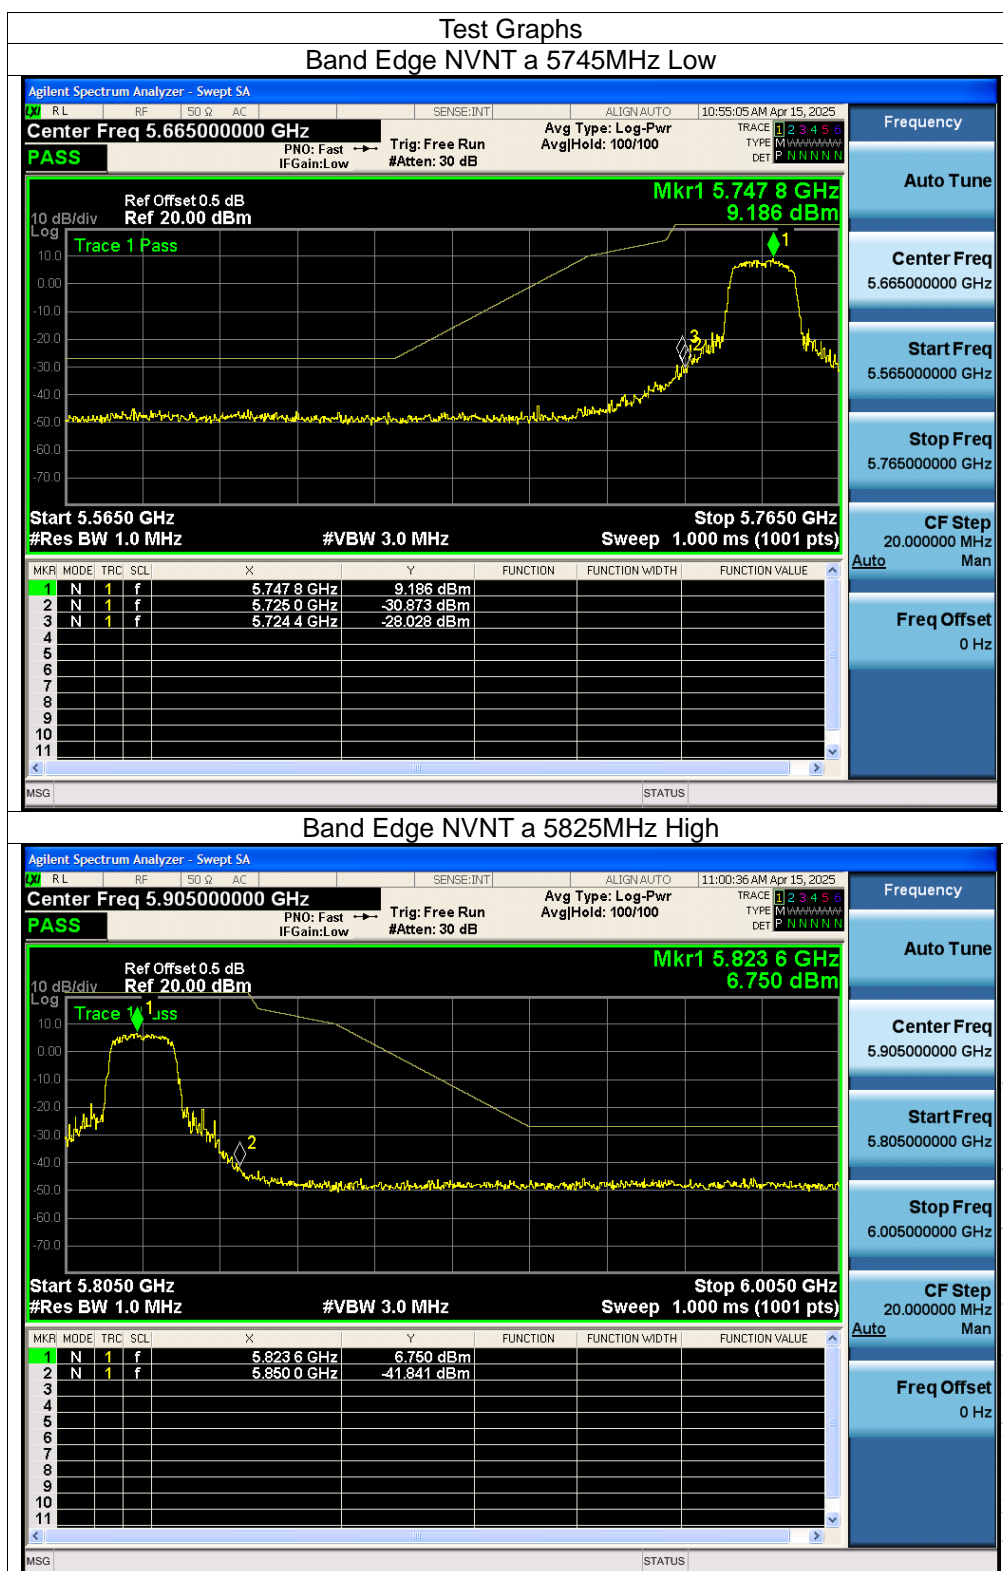 Test Graphs
Band Edge NVNT a 5745MHz Low
Agilent Spectrum Analyzer - Swept SA
LXI RL RF 50 Ω AC SENSE:INT ALIGN AUTO 10:55:05 AM Apr 15, 2025
Center Freq 5.665000000 GHz
PASS
PNO: Fast
IFGain:Low
Trig: Free Run
#Atten: 30 dB
Avg Type: Log-Pwr
Avg|Hold: 100/100
TRACE 1 2 3 4 5 6
TYPE M
DET P N N N N N
Frequency
Auto Tune
Center Freq
5.665000000 GHz
Start Freq
5.565000000 GHz
Stop Freq
5.765000000 GHz
CF Step
20.000000 MHz
Auto Man
Freq Offset
0 Hz
Mkr1 5.747 8 GHz
9.186 dBm
Ref Offset 0.5 dB
10 dB/div Ref 20.00 dBm
Log
Trace 1 Pass
10.0
0.00
-10.0
-20.0
-30.0
-40.0
-50.0
-60.0
-70.0
1
3
2
Start 5.5650 GHz Stop 5.7650 GHz
#Res BW 1.0 MHz #VBW 3.0 MHz Sweep 1.000 ms (1001 pts)
MKR MODE TRC SCL X Y FUNCTION FUNCTION WIDTH FUNCTION VALUE
1 N 1 f 5.747 8 GHz 9.186 dBm
2 N 1 f 5.725 0 GHz -30.873 dBm
3 N 1 f 5.724 4 GHz -28.028 dBm
4
5
6
7
8
9
10
11
MSG STATUS
Band Edge NVNT a 5825MHz High
Agilent Spectrum Analyzer - Swept SA
LXI RL RF 50 Ω AC SENSE:INT ALIGN AUTO 11:00:36 AM Apr 15, 2025
Center Freq 5.905000000 GHz
PASS
PNO: Fast
IFGain:Low
Trig: Free Run
#Atten: 30 dB
Avg Type: Log-Pwr
Avg|Hold: 100/100
TRACE 1 2 3 4 5 6
TYPE M
DET P N N N N N
Frequency
Auto Tune
Center Freq
5.905000000 GHz
Start Freq
5.805000000 GHz
Stop Freq
6.005000000 GHz
CF Step
20.000000 MHz
Auto Man
Freq Offset
0 Hz
Mkr1 5.823 6 GHz
6.750 dBm
Ref Offset 0.5 dB
10 dB/div Ref 20.00 dBm
Log
Trace
10.0
0.00
-10.0
-20.0
-30.0
-40.0
-50.0
-60.0
-70.0
1
2
Start 5.8050 GHz Stop 6.0050 GHz
#Res BW 1.0 MHz #VBW 3.0 MHz Sweep 1.000 ms (1001 pts)
MKR MODE TRC SCL X Y FUNCTION FUNCTION WIDTH FUNCTION VALUE
1 N 1 f 5.823 6 GHz 6.750 dBm
2 N 1 f 5.850 0 GHz -41.841 dBm
3
4
5
6
7
8
9
10
11
MSG STATUS